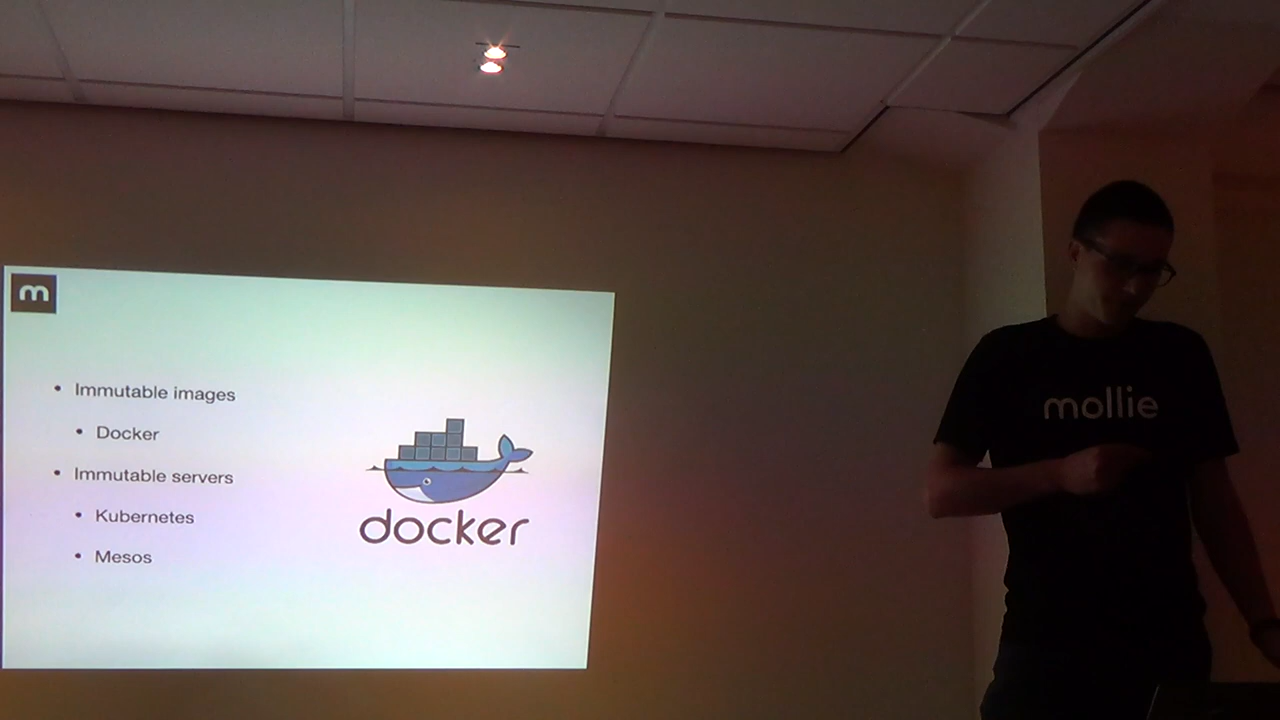 m
• Immutable images
• Docker
• Immutable servers
• Kubernetes
• Mesos
docker
mollie